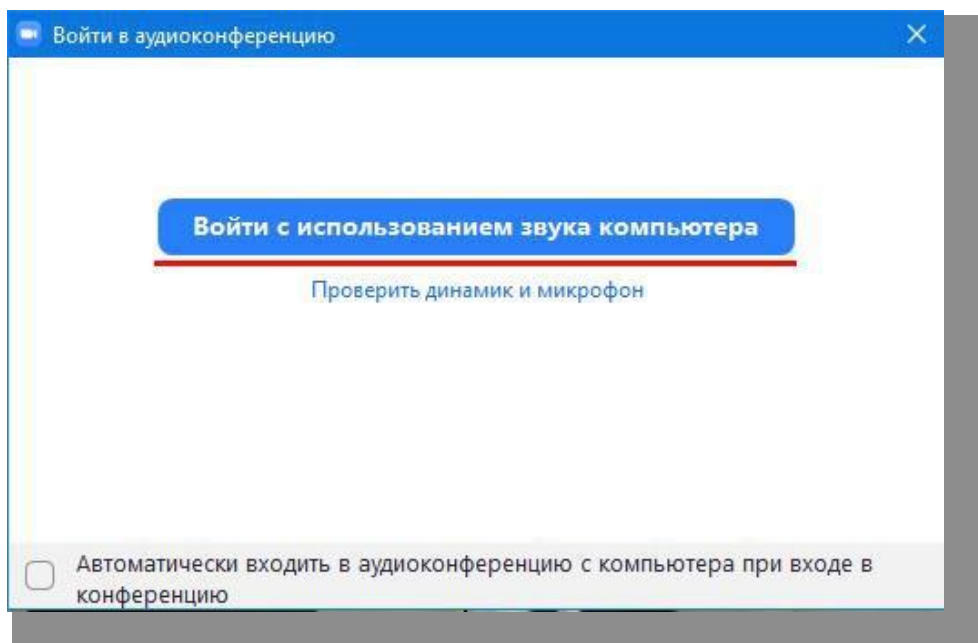 Войти в аудиоконференцию
Войти с использованием звука компьютера
Проверить динамик и микрофон
Автоматически входить в аудиоконференцию с компьютера при входе в
конференцию